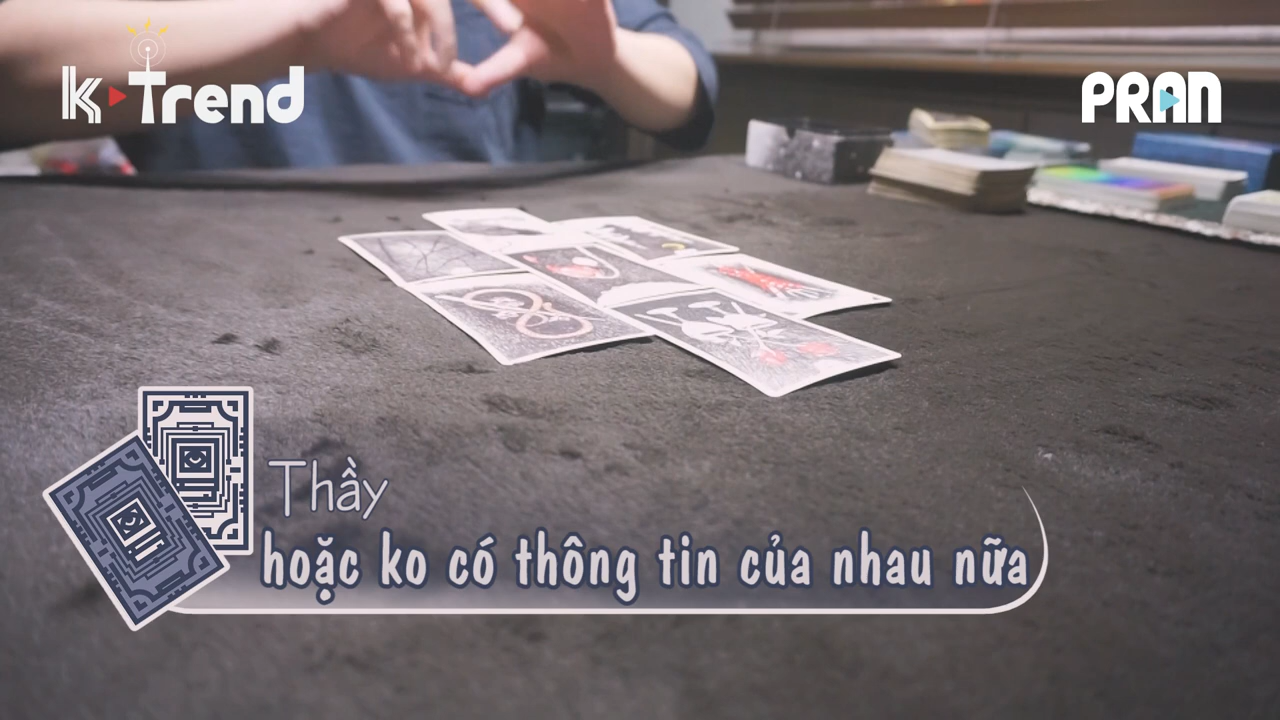 K Trend
PRAN
Thầy
hoặc ko có thông tin của nhau nữa